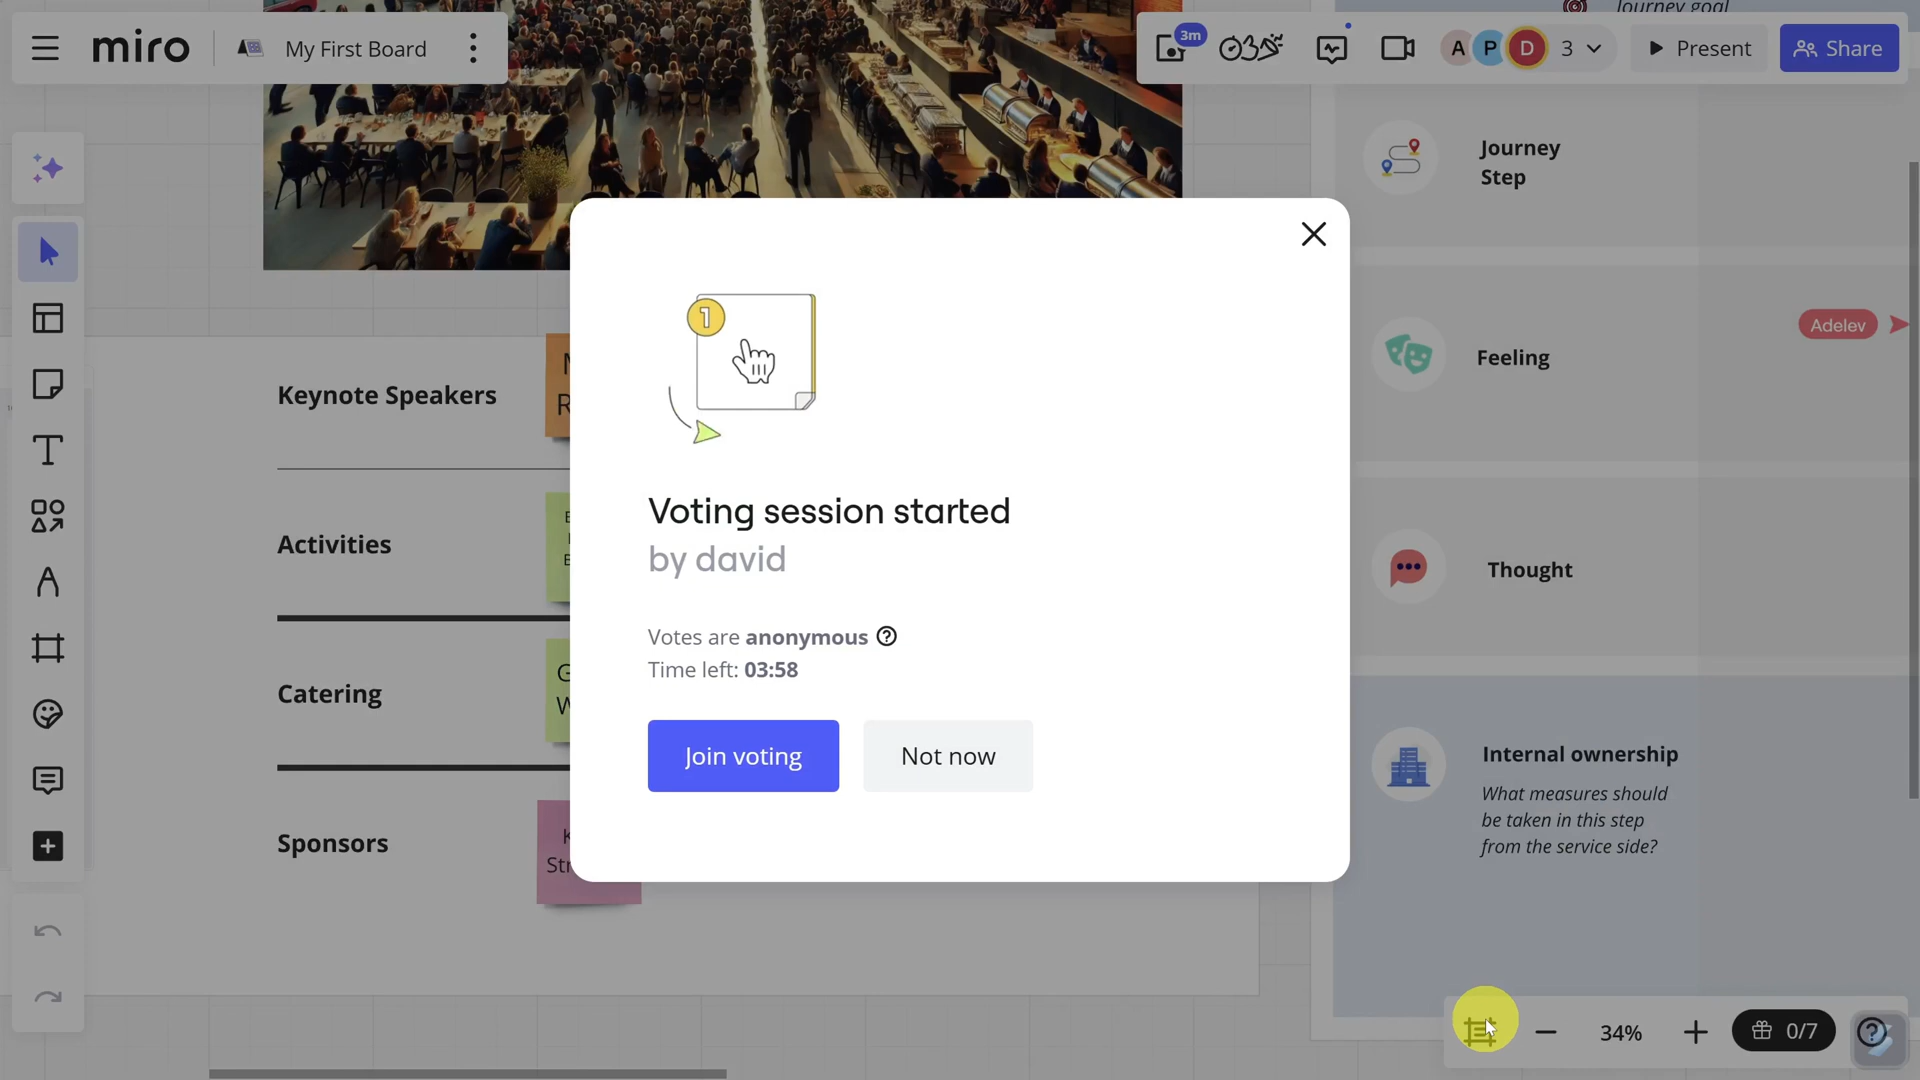 miro
My First Board
3m
A P D 3
Present
Share
Journey goal
Journey
Step
Adelev
Feeling
Keynote Speakers
Thought
Activities
Catering
Internal ownership
What measures should
be taken in this step
from the service side?
Sponsors
1
Voting session started
by david
Votes are anonymous
Time left: 03:58
Join voting
Not now
34%
0/7